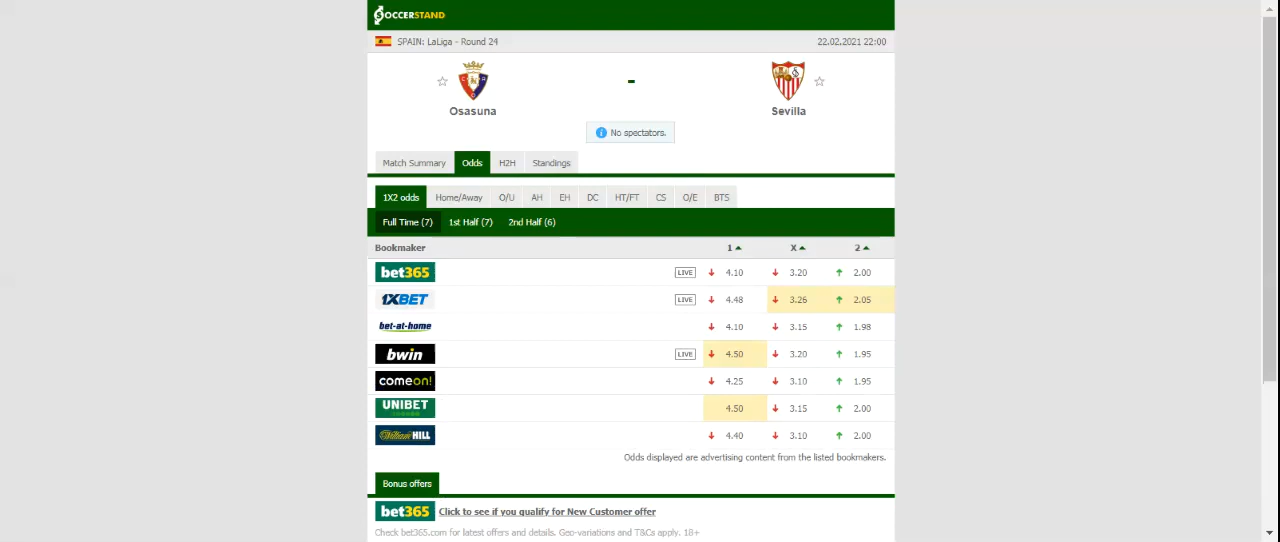 SOCCERSTAND
SPAIN: LaLiga - Round 24 22.02.2021 22:00
-
Osasuna Sevilla
No spectators.
Match Summary Odds H2H Standings
1X2 odds Home/Away O/U AH EH DC HT/FT CS O/E BTS
Full Time (7) 1st Half (7) 2nd Half (6)
Bookmaker 1 X 2
bet365 LIVE 4.10 3.20 2.00
1XBET LIVE 4.48 3.26 2.05
bet-at-home 4.10 3.15 1.98
bwin LIVE 4.50 3.20 1.95
comeon! 4.25 3.10 1.95
UNIBET 4.50 3.15 2.00
William HILL 4.40 3.10 2.00
Odds displayed are advertising content from the listed bookmakers.
Bonus offers
bet365 Click to see if you qualify for New Customer offer
Check bet365.com for latest offers and details. Geo-variations and T&Cs apply. 18+